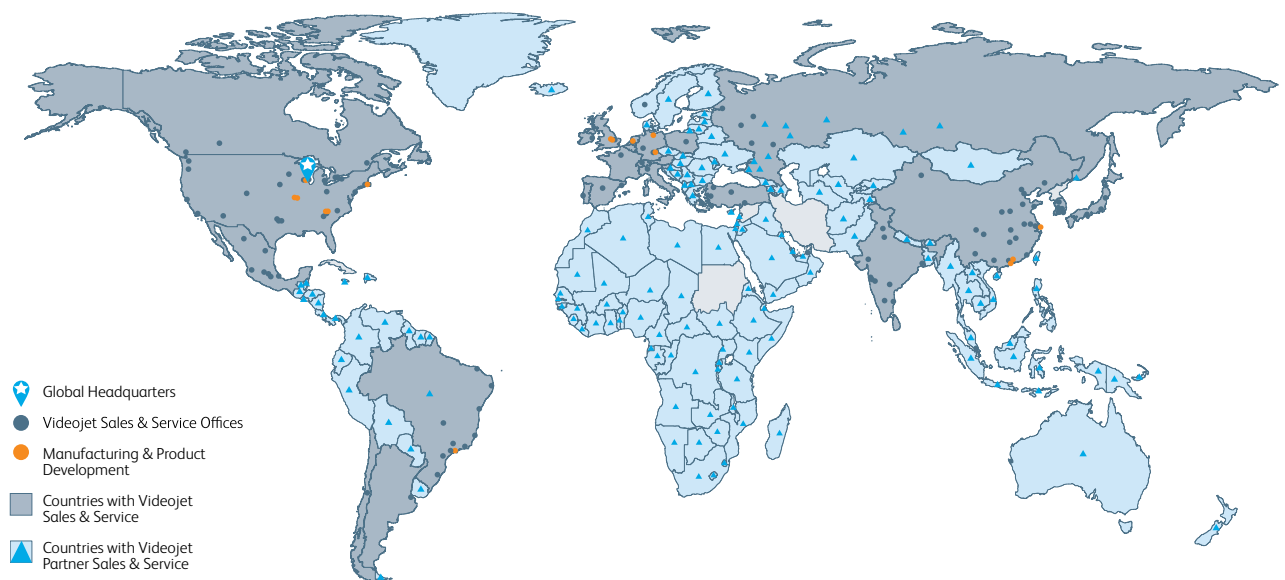 Global Headquarters
Videojet Sales & Service Offices
Manufacturing & Product
Development
Countries with Videojet
Sales & Service
Countries with Videojet
Partner Sales & Service